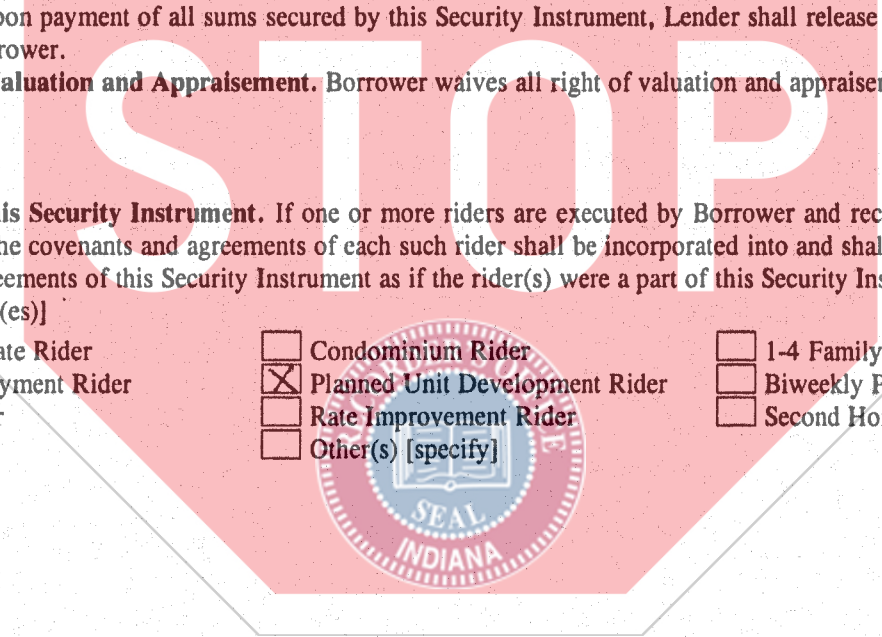 pon payment of all sums secured by this Security Instrument, Lender shall release
rower.
aluation and Appraisement. Borrower waives all right of valuation and appraisem
STOP
is Security Instrument. If one or more riders are executed by Borrower and rec
he covenants and agreements of each such rider shall be incorporated into and shal
eements of this Security Instrument as if the rider(s) were a part of this Security Ins
(es)]
ate Rider Condominium Rider 1-4 Family
yment Rider X Planned Unit Development Rider Biweekly P
r Rate Improvement Rider Second Ho
Other(s) [specify]
RECORDER'S OFFICE
SEAL
INDIANA